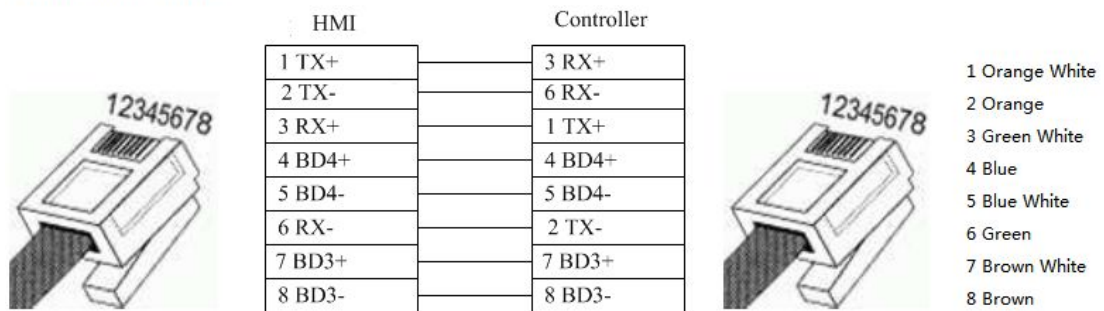 HMI Controller
1 TX+ 3 RX+
2 TX- 6 RX-
3 RX+ 1 TX+
4 BD4+ 4 BD4+
5 BD4- 5 BD4-
6 RX- 2 TX-
7 BD3+ 7 BD3+
8 BD3- 8 BD3-
12345678
12345678
1 Orange White
2 Orange
3 Green White
4 Blue
5 Blue White
6 Green
7 Brown White
8 Brown